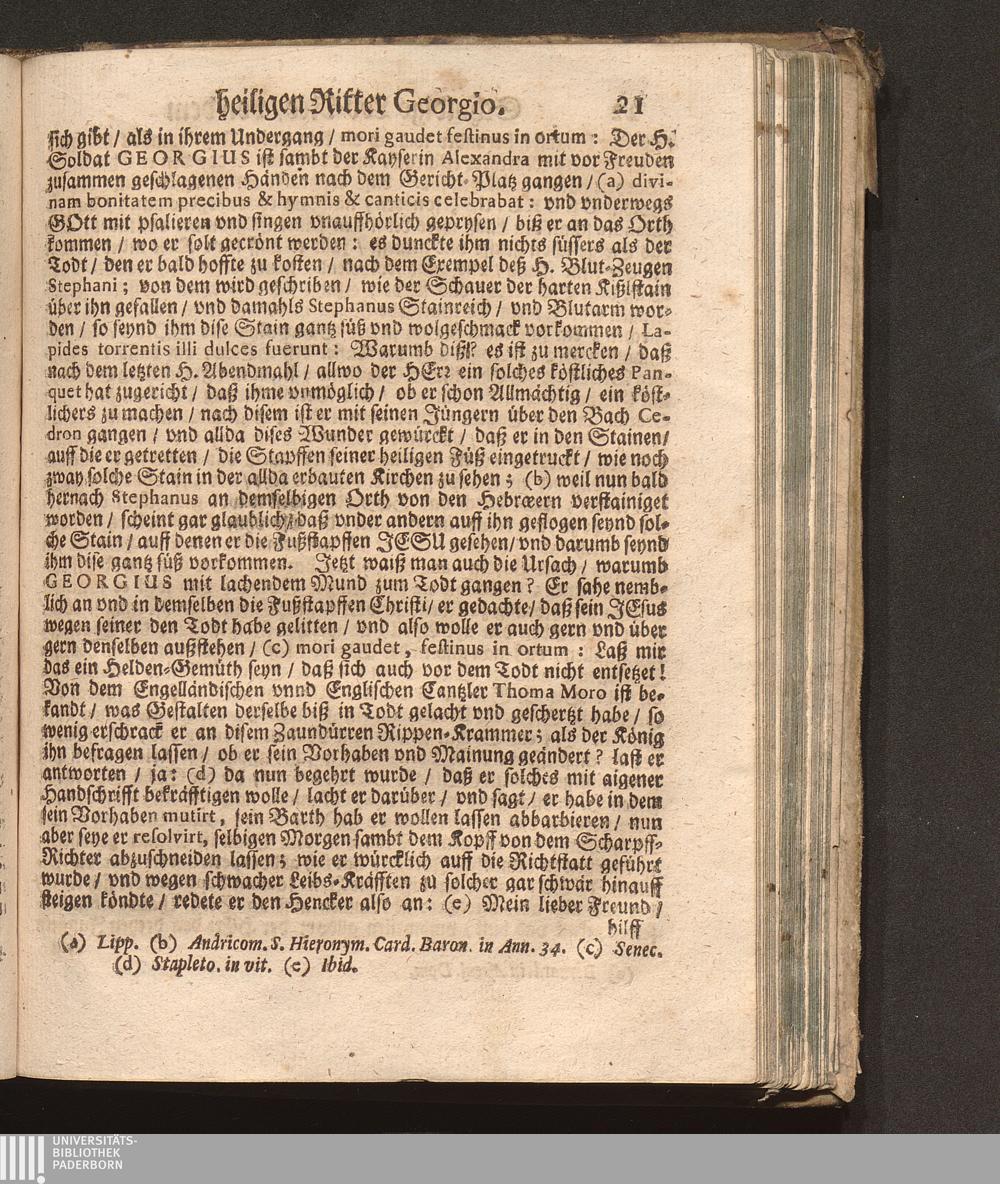 heiligen Ritter Georgio. 21
sich gibt / als in ihrem Undergang / mori gaudet festinus in ortum : Der H.
Soldat GEORGIUS ist sambt der Kayserin Alexandra mit vor Freuden
zusammen geschlagenen Händen nach dem Gericht-Platz gangen / (a) divi-
nam bonitatem precibus & hymnis & canticis celebrabat : vnd vnderwegs
GOtt mit psalieren vnd singen vnauffhörlich geprysen / biß er an das Orth
kommen / wo er solt gecrönt werden : es dunckte ihm nichts süssers als der
Todt / den er bald hoffte zu kosten / nach dem Exempel deß H. Blut-Zeugen
Stephani ; von dem wird geschriben / wie der Schauer der harten Kißlstain
über ihn gefallen / vnd damahls Stephanus Stainreich / vnd Blutarm wor-
den / so seynd ihm dise Stain gantz süß vnd wolgeschmack vorkommen / La-
pides torrentis illi dulces fuerunt : Warumb diß? es ist zu mercken / daß
nach dem letzten H. Abendmahl / allwo der HErr ein solches köstliches Pan-
quet hat zugericht / daß ihme vnmöglich / ob er schon Allmächtig / ein köst-
lichers zu machen / nach disem ist er mit seinen Jüngern über den Bach Ce-
dron gangen / vnd allda dises Wunder gewürckt / daß er in den Stainen /
auff die er getretten / die Stapffen seiner heiligen Füß eingetruckt / wie noch
zway solche Stain in der allda erbauten Kirchen zu sehen ; (b) weil nun bald
hernach Stephanus an demselbigen Orth von den Hebræern verstainiget
worden / scheint gar glaublich / daß vnder andern auff ihn geflogen seynd sol-
che Stain / auff denen er die Fußstapffen JESU gesehen / vnd darumb seynd
ihm dise gantz süß vorkommen. Jetzt waiß man auch die Ursach / warumb
GEORGIUS mit lachendem Mund zum Todt gangen ? Er sahe nemb-
lich an vnd in demselben die Fußstapffen Christi / er gedachte / daß sein JEsus
wegen seiner den Todt habe gelitten / vnd also wolle er auch gern vnd über
gern denselben außstehen / (c) mori gaudet, festinus in ortum : Laß mir
das ein Helden-Gemüth seyn / daß sich auch vor dem Todt nicht entsetzet !
Von dem Engelländischen vnnd Englischen Cantzler Thoma Moro ist be-
kandt / was Gestalten derselbe biß in Todt gelacht vnd geschertzt habe / so
wenig erschrack er an disem Zaundürren Rippen-Krammer ; als der König
ihn befragen lassen / ob er sein Vorhaben vnd Mainung geändert ? last er
antworten / ja : (d) da nun begehrt wurde / daß er solches mit aigener
Handschrifft bekräfftigen wolle / lacht er darüber / vnd sagt / er habe in dem
sein Vorhaben mutirt, sein Barth hab er wollen lassen abbarbieren / nun
aber seye er resolvirt, selbigen Morgen sambt dem Kopff von dem Scharpff-
Richter abzuschneiden lassen ; wie er würcklich auff die Richtstatt geführt
wurde / vnd wegen schwacher Leibs-Kräfften zu solcher gar schwär hinauff
steigen köndte / redete er den Hencker also an : (e) Mein lieber Freund /
hilff
(a) Lipp. (b) Andricom. S. Hieronym. Card. Baron. in Ann. 34. (c) Senec.
(d) Stapleto. in vit. (e) Ibid.
UNIVERSITÄTS-
BIBLIOTHEK
PADERBORN